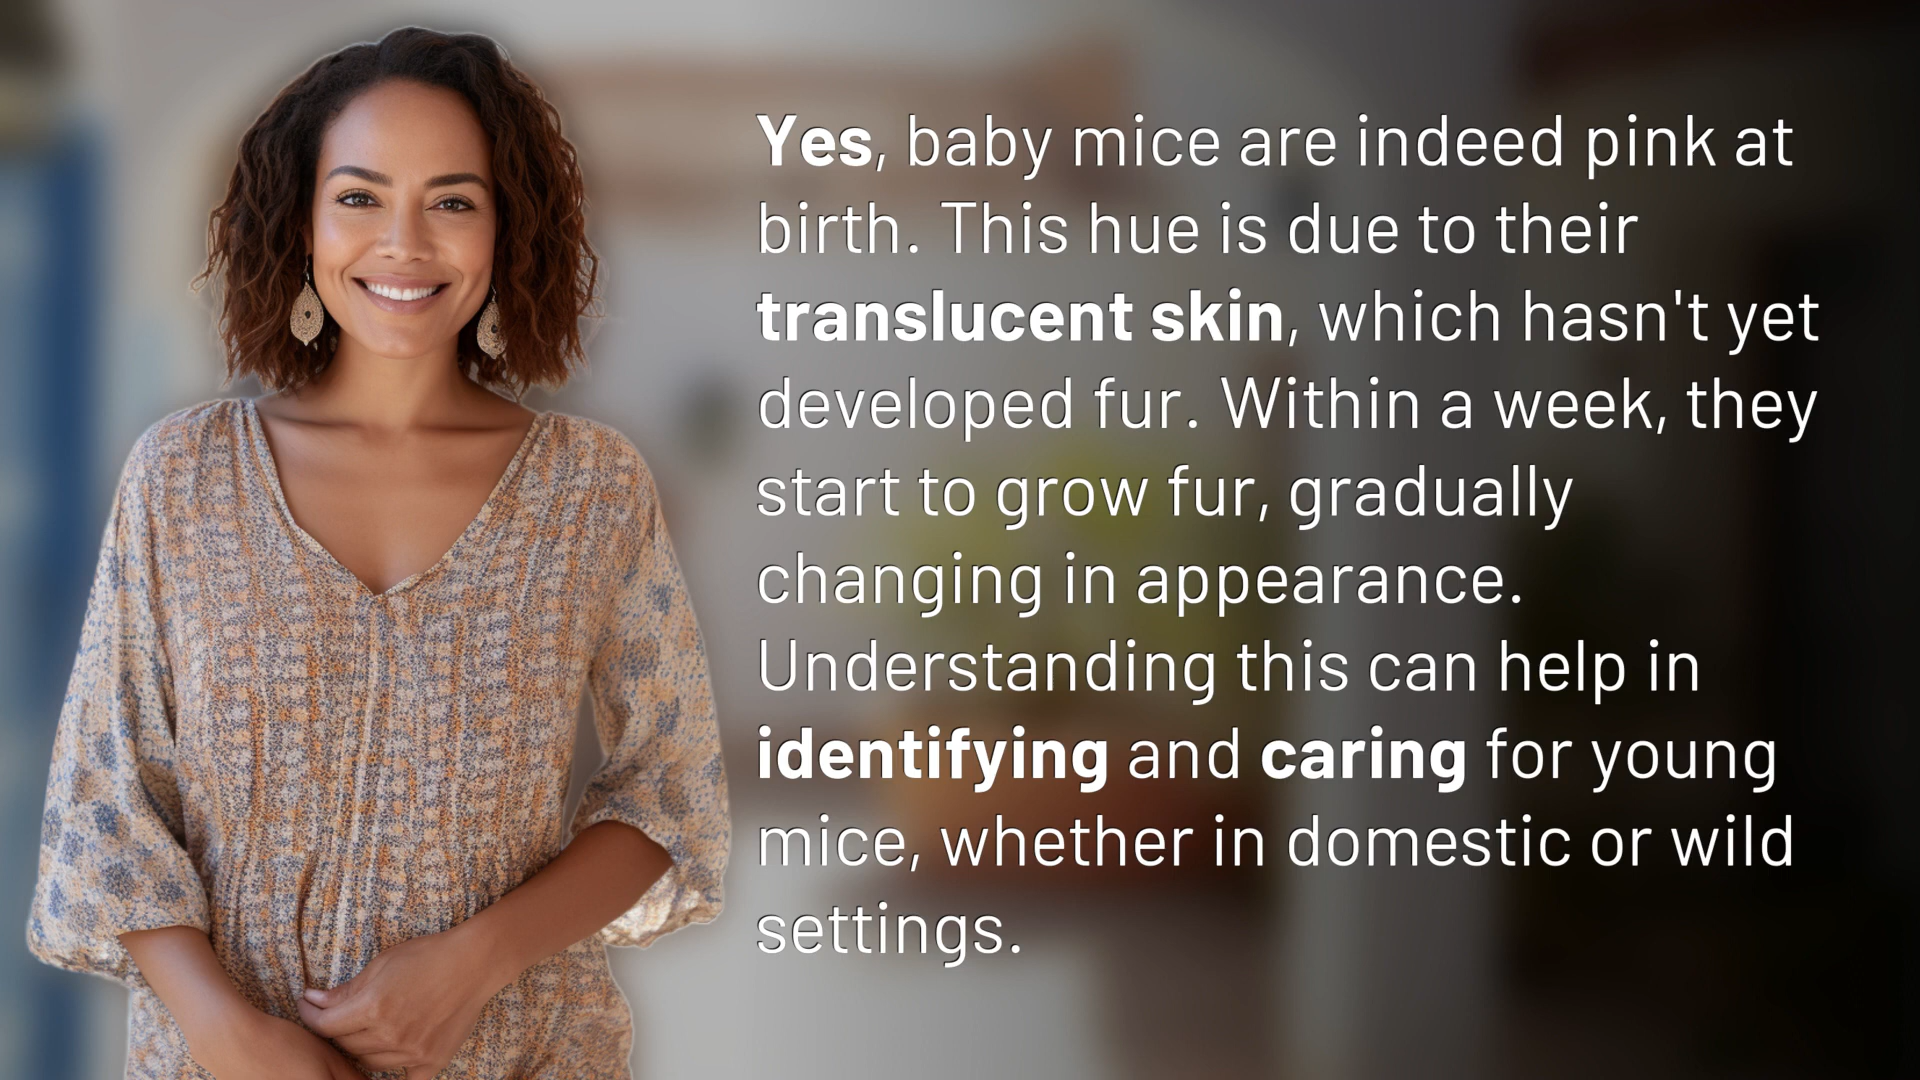 Yes, baby mice are indeed pink at
birth. This hue is due to their
translucent skin, which hasn't yet
developed fur. Within a week, they
start to grow fur, gradually
changing in appearance.
Understanding this can help in
identifying and caring for young
mice, whether in domestic or wild
settings.